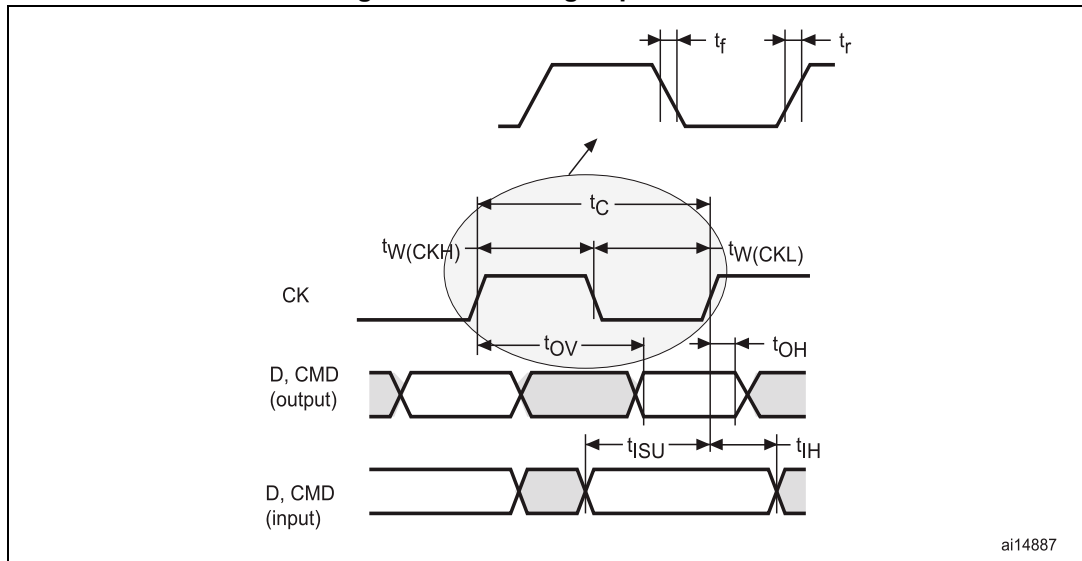 tf
tr
tC
tW(CKH)
tW(CKL)
CK
tOV
tOH
D, CMD
(output)
tISU
tIH
D, CMD
(input)
ai14887